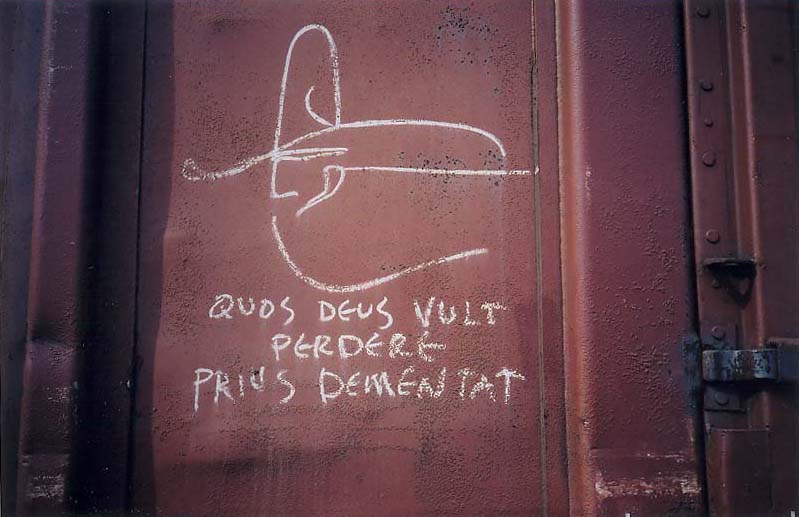 QUOS DEUS VULT
PERDERE
PRIUS DEMENTAT